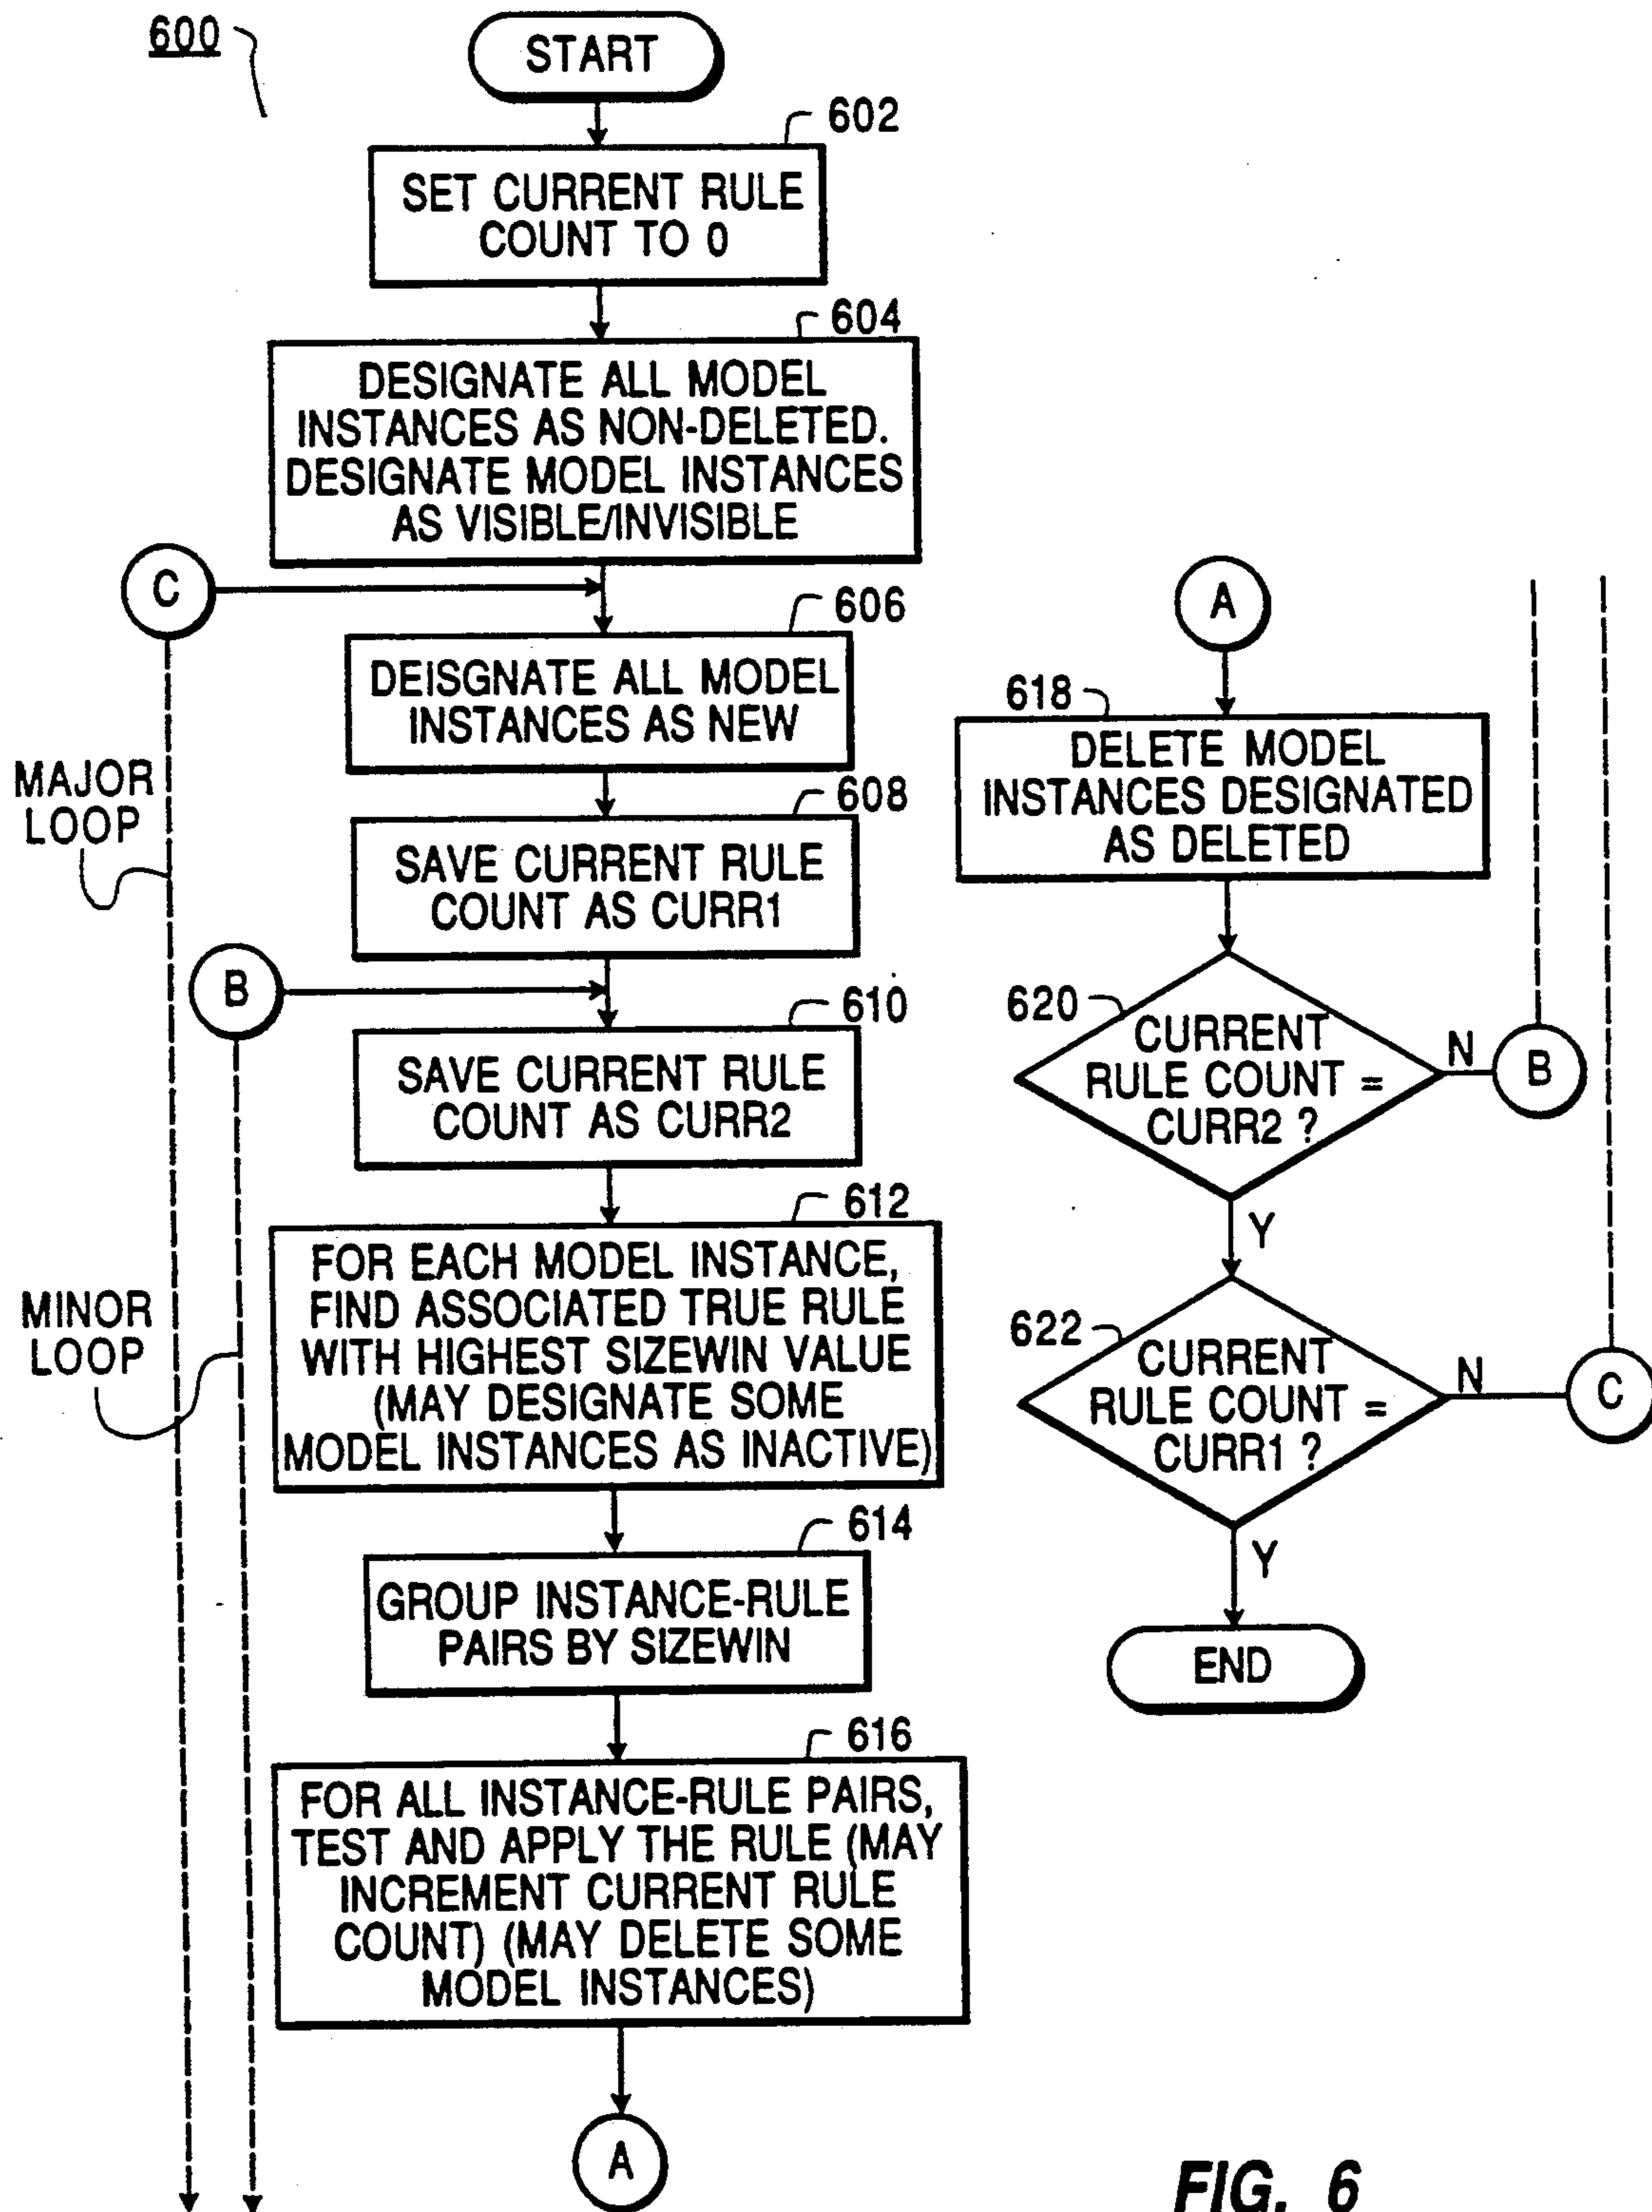 600
START
602
SET CURRENT RULE
COUNT TO 0
604
DESIGNATE ALL MODEL
INSTANCES AS NON-DELETED.
DESIGNATE MODEL INSTANCES
AS VISIBLE/INVISIBLE
C
606
DEISGNATE ALL MODEL
INSTANCES AS NEW
MAJOR
LOOP
608
SAVE CURRENT RULE
COUNT AS CURR1
B
610
SAVE CURRENT RULE
COUNT AS CURR2
612
FOR EACH MODEL INSTANCE,
FIND ASSOCIATED TRUE RULE
WITH HIGHEST SIZEWIN VALUE
(MAY DESIGNATE SOME
MODEL INSTANCES AS INACTIVE)
MINOR
LOOP
614
GROUP INSTANCE-RULE
PAIRS BY SIZEWIN
616
FOR ALL INSTANCE-RULE PAIRS,
TEST AND APPLY THE RULE (MAY
INCREMENT CURRENT RULE
COUNT) (MAY DELETE SOME
MODEL INSTANCES)
A
A
618
DELETE MODEL
INSTANCES DESIGNATED
AS DELETED
620
CURRENT
RULE COUNT =
CURR2 ?
N
B
Y
622
CURRENT
RULE COUNT =
CURR1 ?
N
C
Y
END
FIG. 6